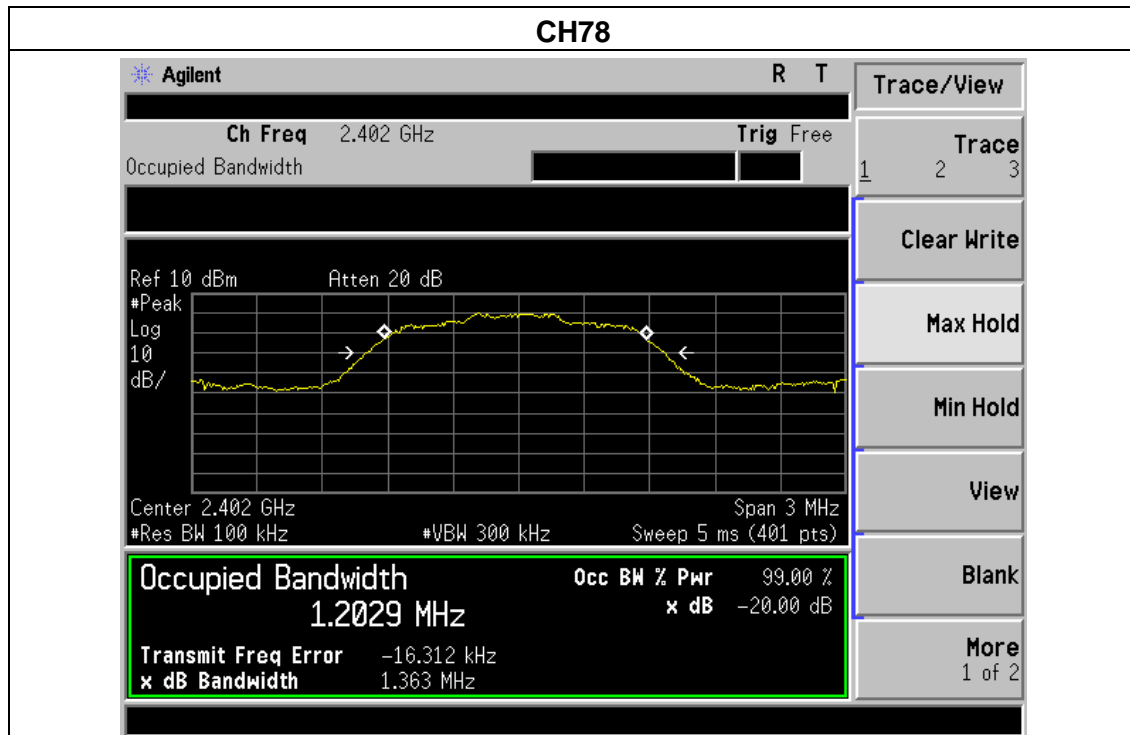 CH78
Agilent
R T
Trace/View
Ch Freq 2.402 GHz
Trig Free
Occupied Bandwidth
Trace
1 2 3
Clear Write
Ref 10 dBm
Atten 20 dB
#Peak
Log
10
dB/
Max Hold
Min Hold
View
Center 2.402 GHz
Span 3 MHz
#Res BW 100 kHz
#VBW 300 kHz
Sweep 5 ms (401 pts)
Occupied Bandwidth
1.2029 MHz
Occ BW % Pwr 99.00 %
x dB -20.00 dB
Transmit Freq Error -16.312 kHz
x dB Bandwidth 1.363 MHz
Blank
More
1 of 2